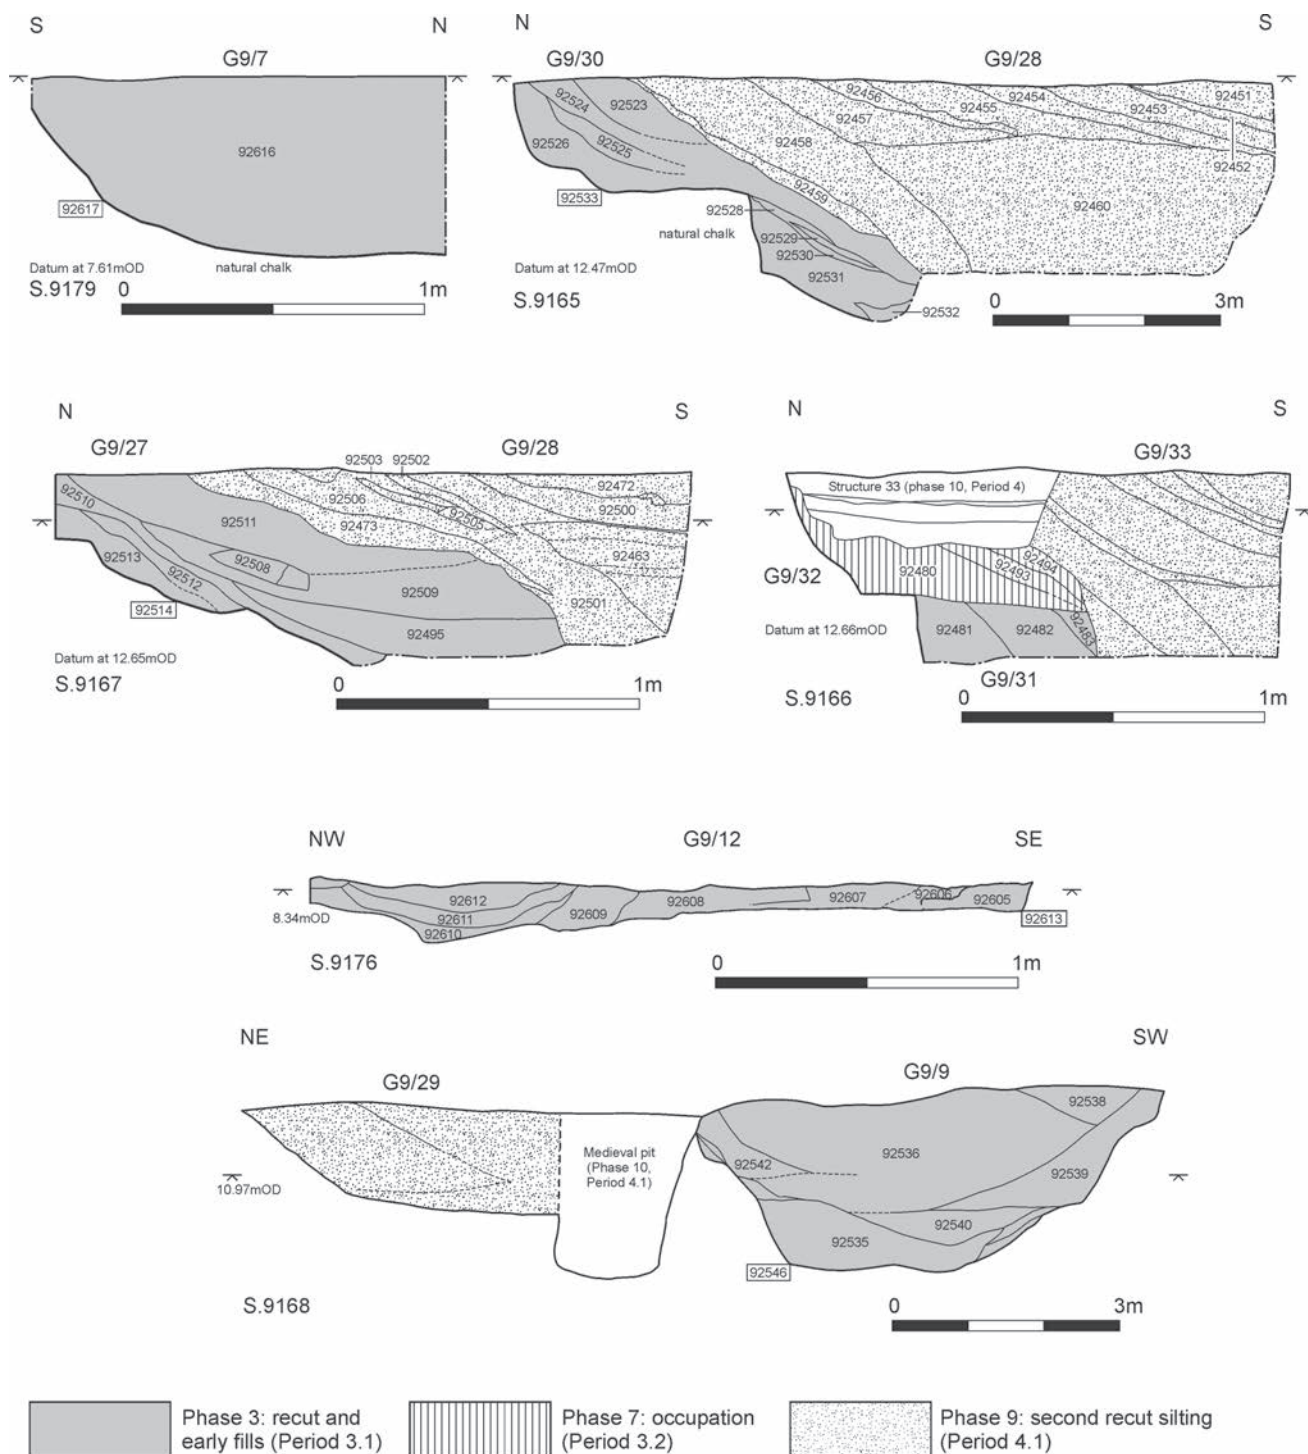 S N
G9/7
92616
92617
natural chalk
Datum at 7.61mOD
S.9179
0 1m
N S
G9/30 G9/28
92524
92523
92526
92525
92533
92456
92455
92454
92453
92451
92457
92458
92452
92459
92460
92528
natural chalk
92529
92530
92531
92532
Datum at 12.47mOD
S.9165
0 3m
N S
G9/27 G9/28
92503 92502
92510
92511
92506
92505
92473
92472
92500
92463
92513
92508
92512
92509
92514
92501
92495
Datum at 12.65mOD
S.9167
0 1m
N S
G9/33
Structure 33 (phase 10, Period 4)
G9/32
92480
92493
92494
92481
92482
92483
G9/31
Datum at 12.66mOD
S.9166
0 1m
NW SE
G9/12
92612
92611
92610
92609
92608
92607
92606
92605
92613
8.34mOD
S.9176
0 1m
NE SW
G9/29 G9/9
Medieval pit
(Phase 10,
Period 4.1)
92538
92536
92542
92539
92540
92535
92546
10.97mOD
S.9168
0 3m
Phase 3: recut and
early fills (Period 3.1)
Phase 7: occupation
(Period 3.2)
Phase 9: second recut silting
(Period 4.1)